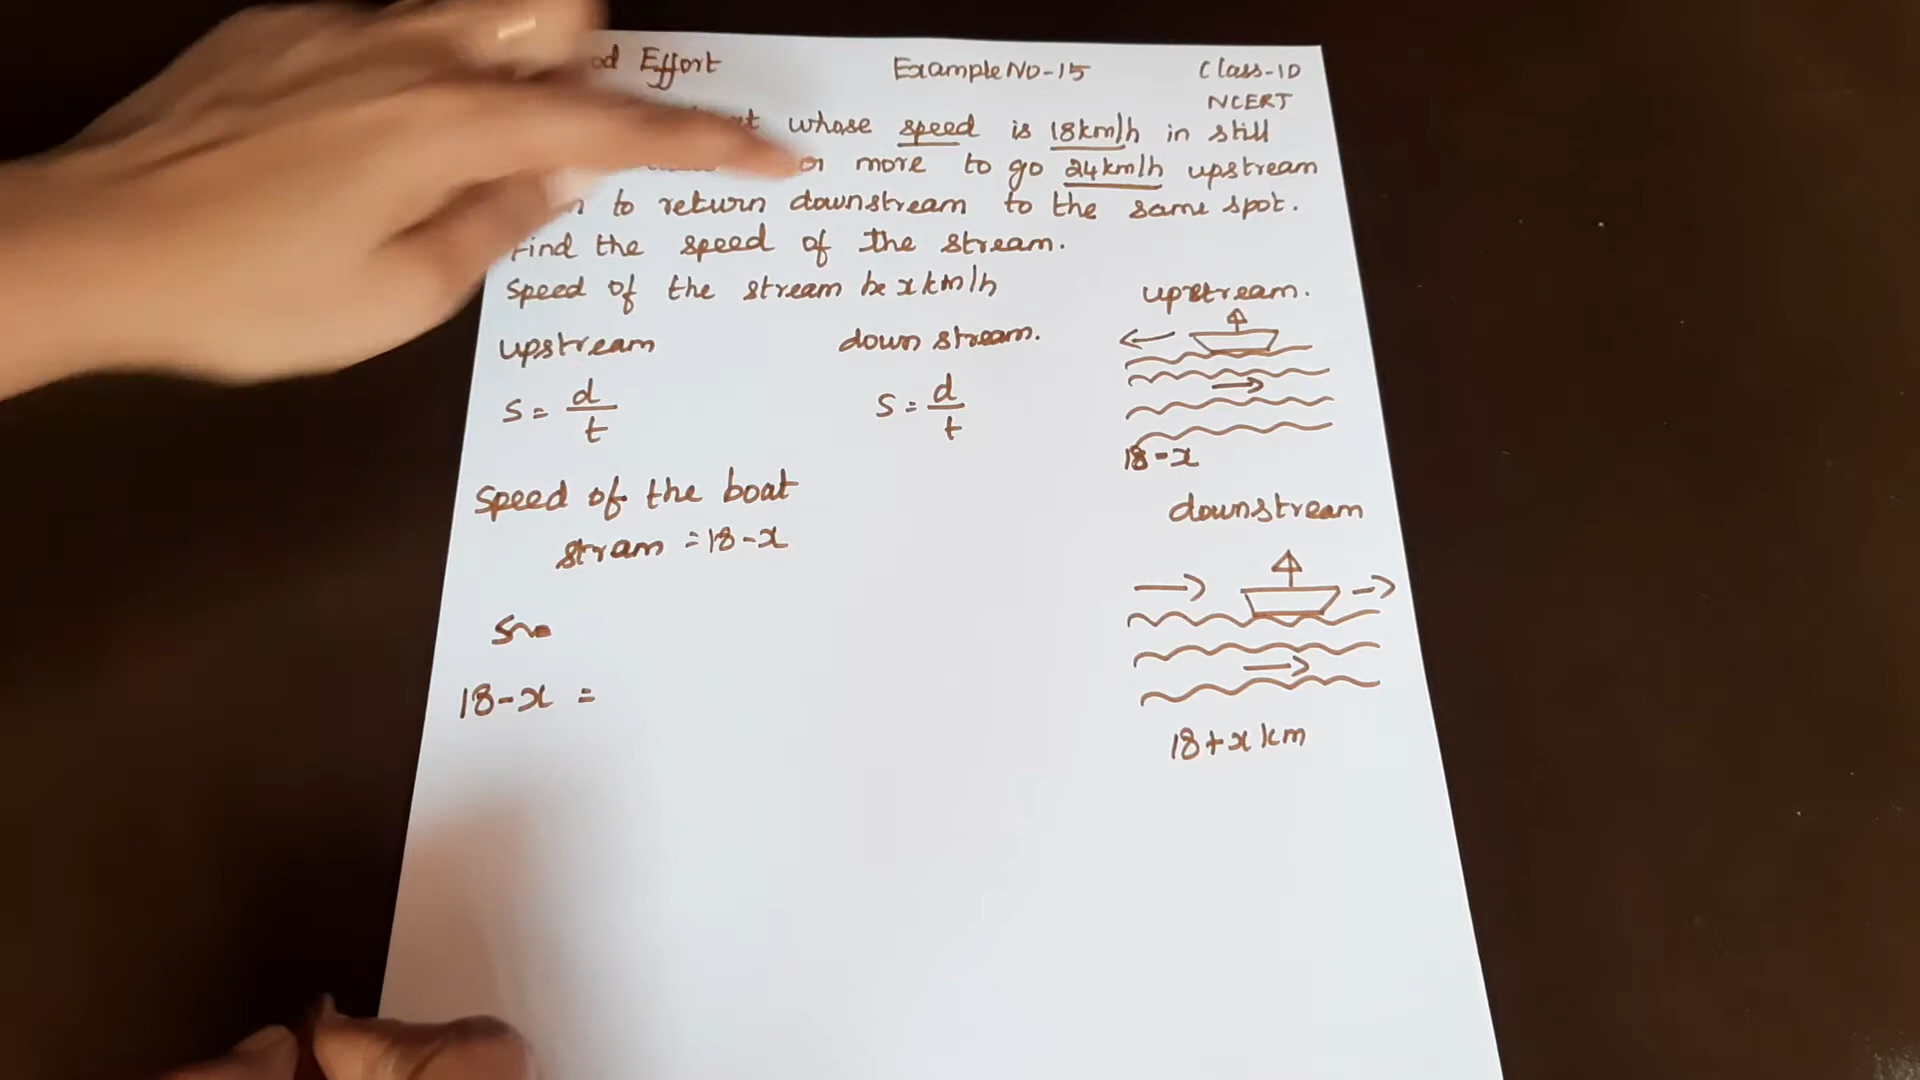 Effort
Example NO-15
Class-10
NCERT
whose speed is 18km/h in still
more to go 24km/h upstream
to return downstream to the same spot.
Find the speed of the stream.
Speed of the stream be x km/h
upstream
down stream.
s = d/t
s = d/t
Speed of the boat
stram = 18-x
18-x =
upstream.
18-x
downstream
18+x km